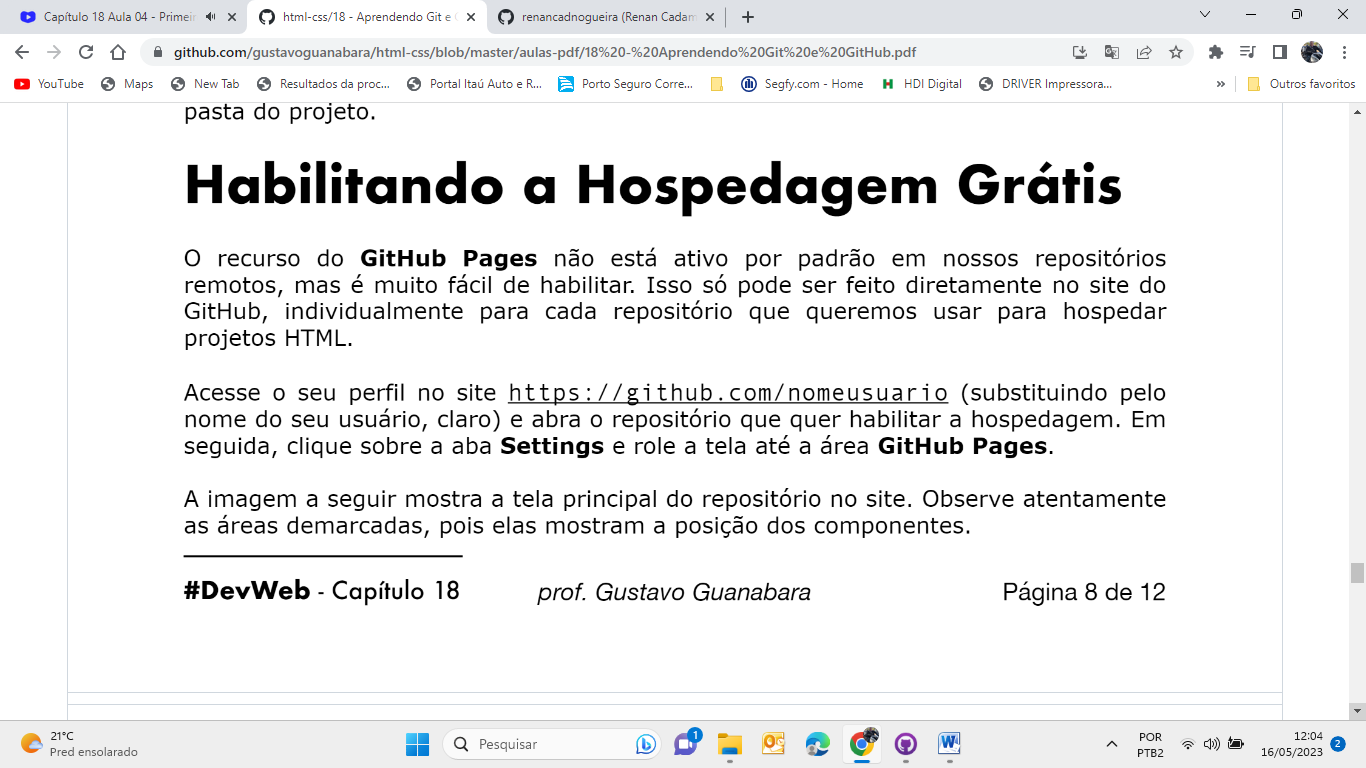 Capítulo 18 Aula 04 - Primeir
html-css/18 - Aprendendo Git e G
renancadnogueira (Renan Cadam
github.com/gustavoguanabara/html-css/blob/master/aulas-pdf/18%20-%20Aprendendo%20Git%20e%20GitHub.pdf
YouTube Maps New Tab Resultados da proc... Portal Itaú Auto e R... Porto Seguro Corre... Segfy.com - Home HDI Digital DRIVER Impressora... » Outros favoritos
pasta do projeto.
Habilitando a Hospedagem Grátis
O recurso do GitHub Pages não está ativo por padrão em nossos repositórios
remotos, mas é muito fácil de habilitar. Isso só pode ser feito diretamente no site do
GitHub, individualmente para cada repositório que queremos usar para hospedar
projetos HTML.
Acesse o seu perfil no site https://github.com/nomeusuario (substituindo pelo
nome do seu usuário, claro) e abra o repositório que quer habilitar a hospedagem. Em
seguida, clique sobre a aba Settings e role a tela até a área GitHub Pages.
A imagem a seguir mostra a tela principal do repositório no site. Observe atentamente
as áreas demarcadas, pois elas mostram a posição dos componentes.
#DevWeb - Capítulo 18 prof. Gustavo Guanabara Página 8 de 12
21°C
Pred ensolarado
Pesquisar
1
POR
PTB2
12:04
16/05/2023
2